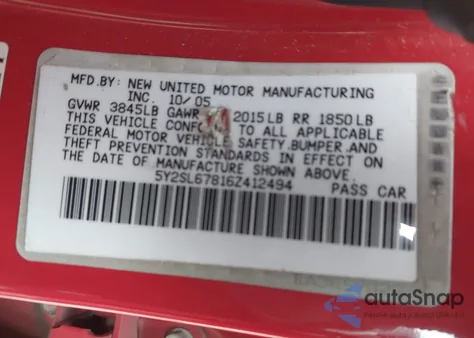 MFD.BY: NEW UNITED MOTOR MANUFACTURING
INC. 10/05
GVWR 3845LB GAWR 2015LB RR 1850LB
THIS VEHICLE TO ALL APPLICABLE
FEDERAL MOTOR VEHICLE SAFETY, BUMPER, AND
THEFT PREVENTION STANDARDS IN EFFECT ON
THE DATE OF MANUFACTURE SHOWN ABOVE.
5Y2SL67816Z412494 PASS CAR
autoSnap